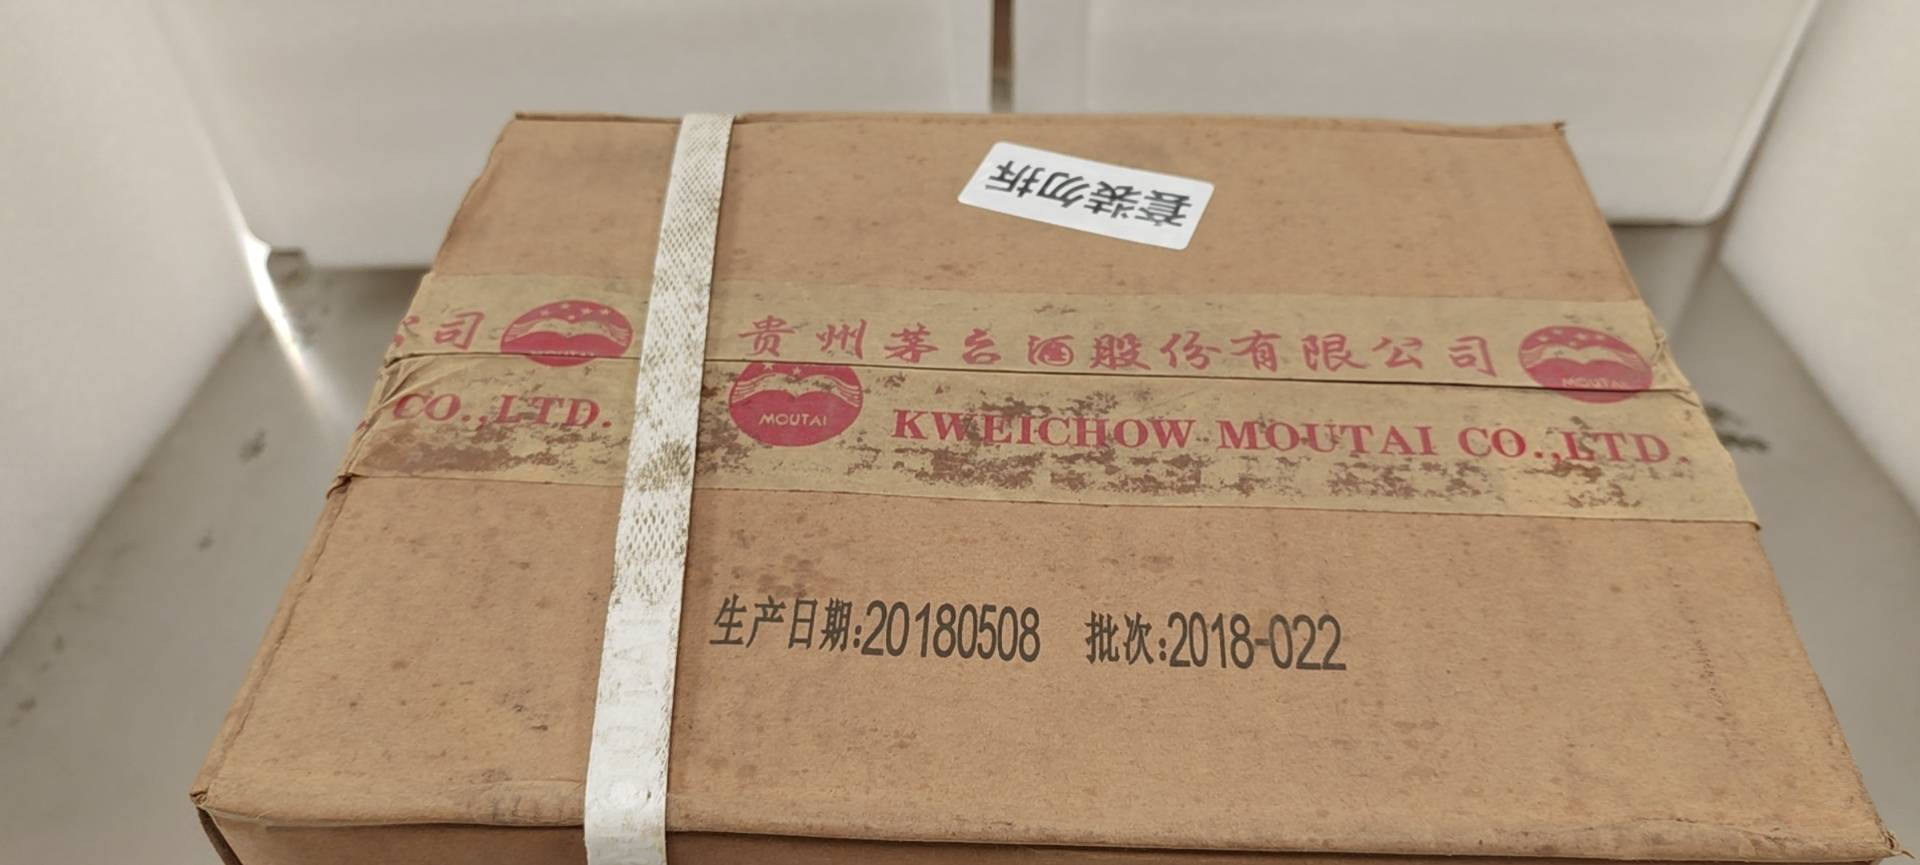 套装勿拆
公司 贵州茅台酒股份有限公司
MOUTAI
CO.,LTD. MOUTAI KWEICHOW MOUTAI CO.,LTD.
生产日期:20180508 批次:2018-022